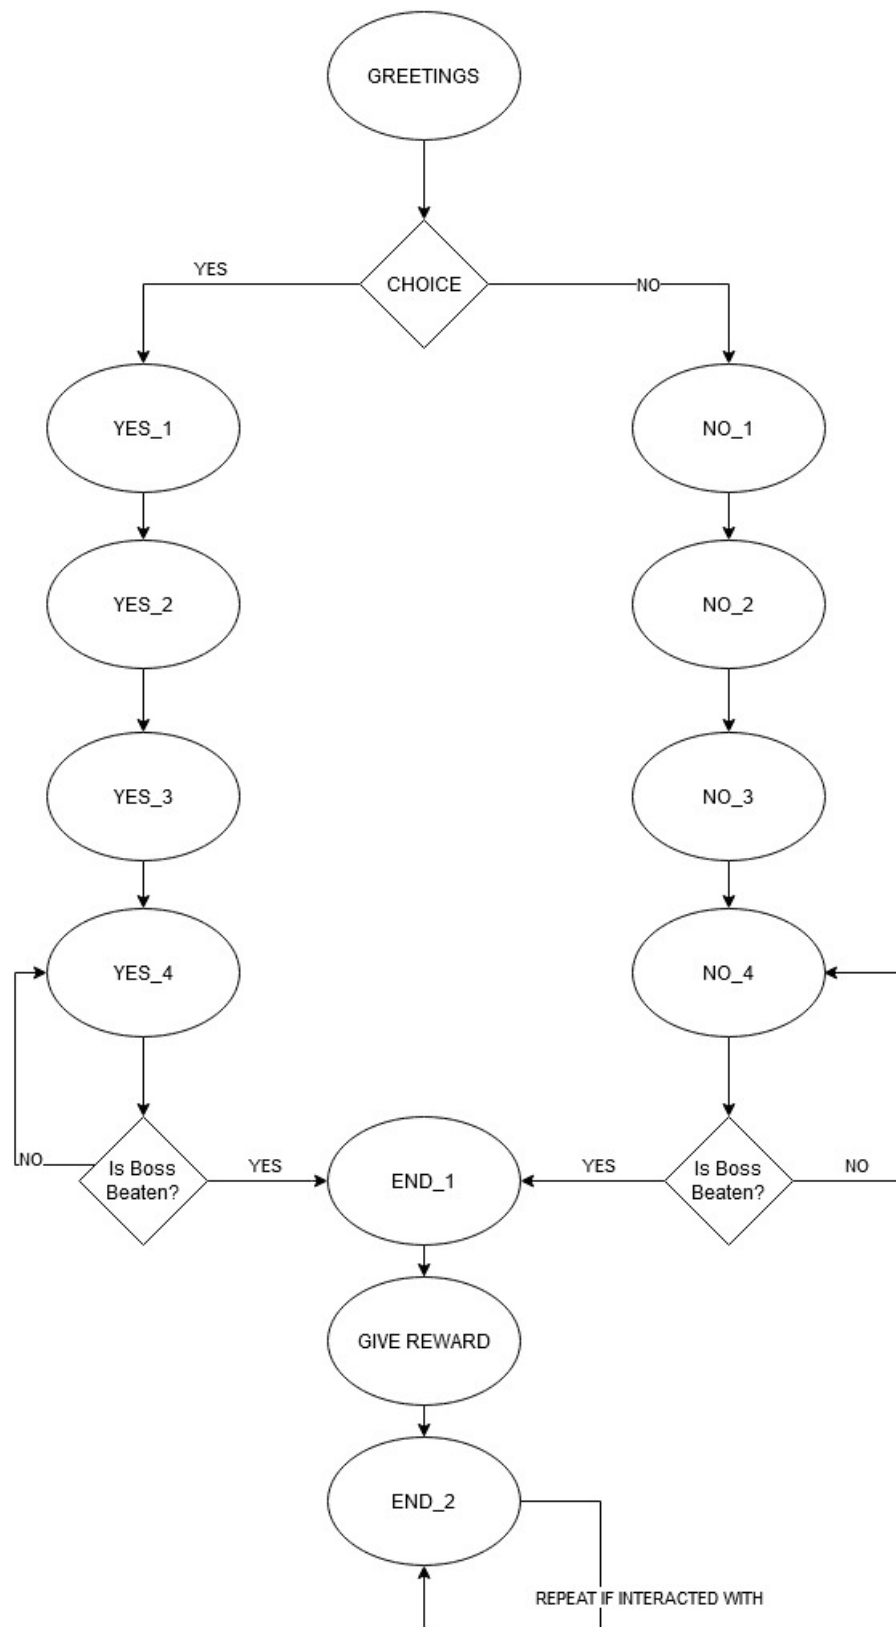 GREETINGS
YES
CHOICE
NO
YES_1
NO_1
YES_2
NO_2
YES_3
NO_3
YES_4
NO_4
NO
Is Boss
Beaten?
YES
END_1
YES
Is Boss
Beaten?
NO
GIVE REWARD
END_2
REPEAT IF INTERACTED WITH